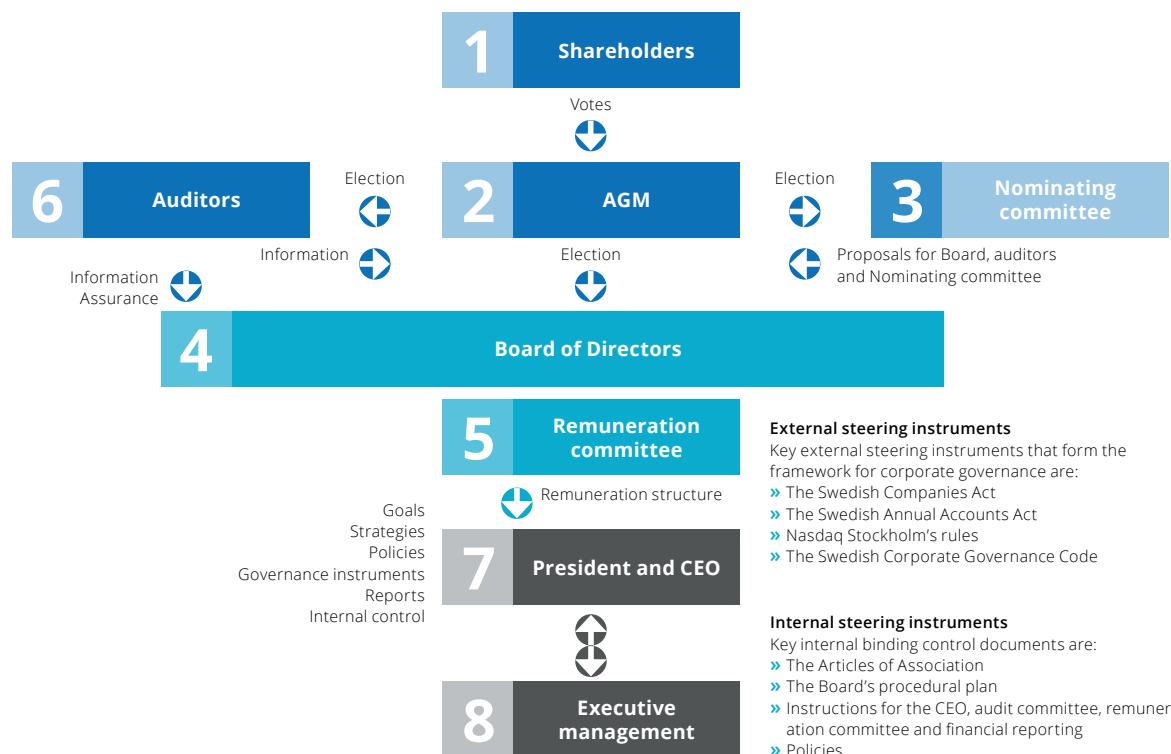 1
Shareholders
Votes
6
Auditors
Election
2
AGM
Election
3
Nominating
committee
Information
Election
Proposals for Board, auditors
and Nominating committee
Information
Assurance
4
Board of Directors
5
Remuneration
committee
Remuneration structure
Goals
Strategies
Policies
Governance instruments
Reports
Internal control
7
President and CEO
8
Executive
management
External steering instruments
Key external steering instruments that form the
framework for corporate governance are:
» The Swedish Companies Act
» The Swedish Annual Accounts Act
» Nasdaq Stockholm’s rules
» The Swedish Corporate Governance Code
Internal steering instruments
Key internal binding control documents are:
» The Articles of Association
» The Board’s procedural plan
» Instructions for the CEO, audit committee, remuner
ation committee and financial reporting
» Policies